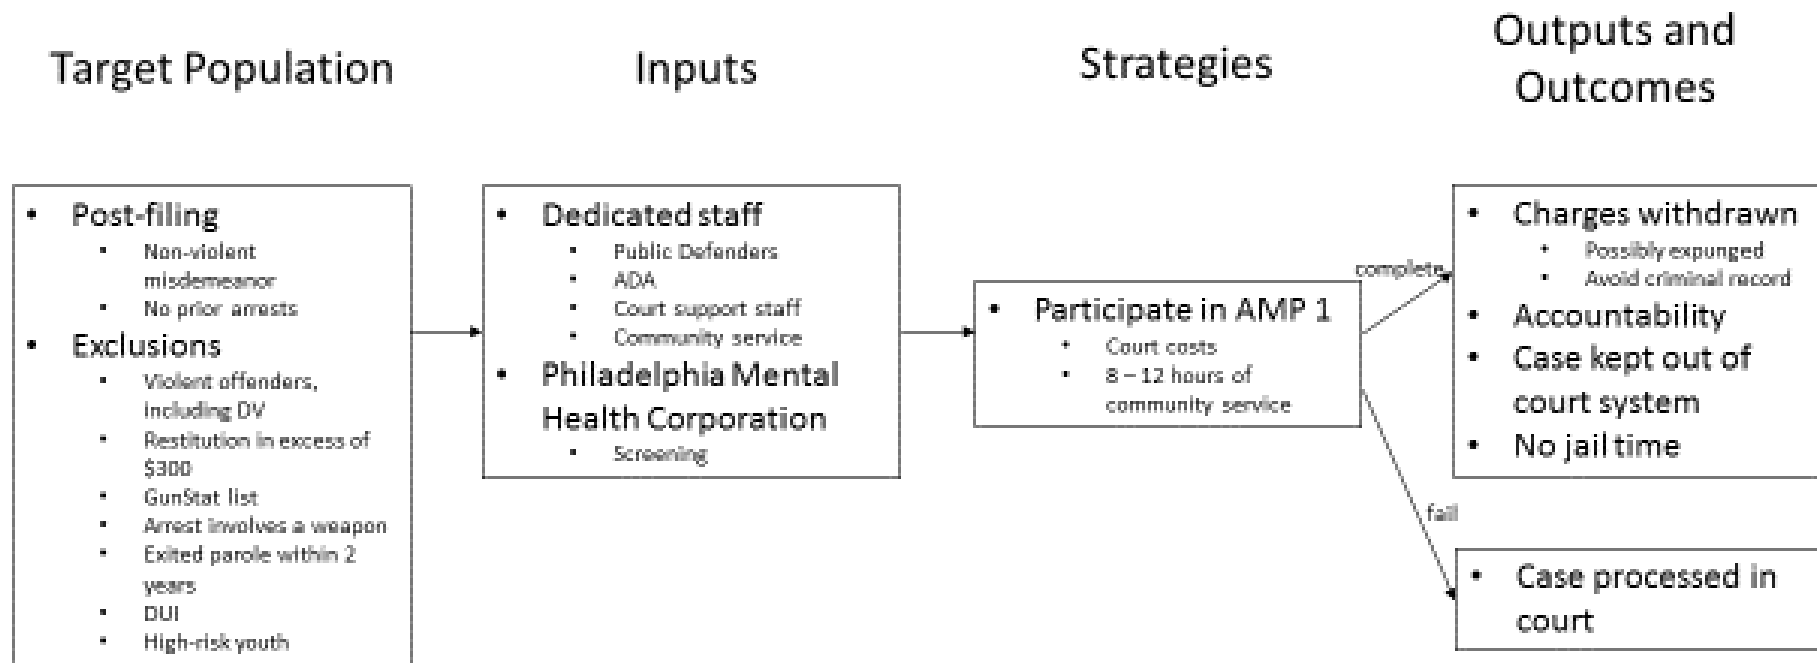 Target Population
Inputs
Strategies
Outputs and
Outcomes
• Post-filing
• Non-violent
misdemeanor
• No prior arrests
• Exclusions
• Violent offenders,
including DV
• Restitution in excess of
$300
• GunStat list
• Arrest involves a weapon
• Exited parole within 2
years
• DUI
• High-risk youth
• Dedicated staff
• Public Defenders
• ADA
• Court support staff
• Community service
• Philadelphia Mental
Health Corporation
• Screening
• Participate in AMP 1
• Court costs
• 8 – 12 hours of
community service
complete
fail
• Charges withdrawn
• Possibly expunged
• Avoid criminal record
• Accountability
• Case kept out of
court system
• No jail time
• Case processed in
court